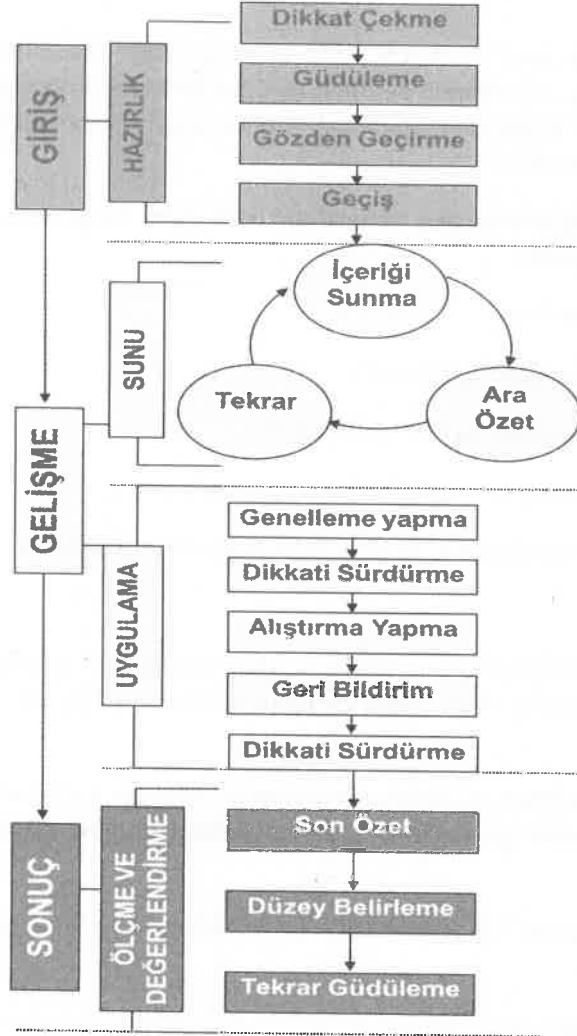 GİRİŞ
HAZIRLIK
Dikkat Çekme
Güdüleme
Gözden Geçirme
Geçiş
GELİŞME
SUNU
İçeriği
Sunma
Ara
Özet
Tekrar
UYGULAMA
Genelleme yapma
Dikkati Sürdürme
Alıştırma Yapma
Geri Bildirim
Dikkati Sürdürme
SONUÇ
ÖLÇME VE
DEĞERLENDİRME
Son Özet
Düzey Belirleme
Tekrar Güdüleme